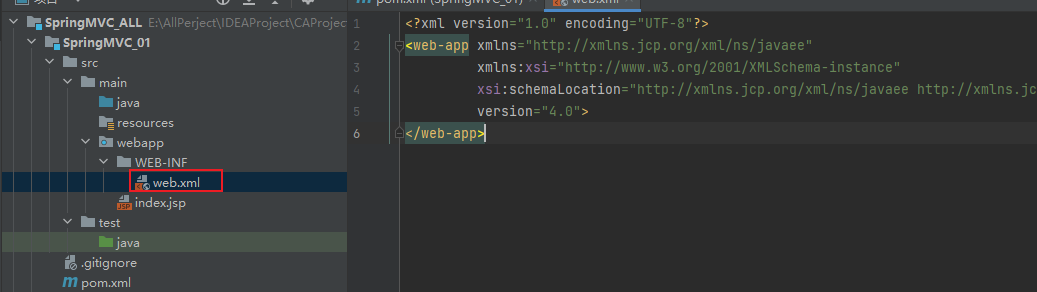 项目
SpringMVC_ALL E:\AllPerject\IDEAProject\CAProjec
SpringMVC_01
src
main
java
resources
webapp
WEB-INF
web.xml
index.jsp
test
java
.gitignore
pom.xml
pom.xml (SpringMVC_01)
web.xml
1 <?xml version="1.0" encoding="UTF-8"?>
2 <web-app xmlns="http://xmlns.jcp.org/xml/ns/javaee"
3 xmlns:xsi="http://www.w3.org/2001/XMLSchema-instance"
4 xsi:schemaLocation="http://xmlns.jcp.org/xml/ns/javaee http://xmlns.jc
5 version="4.0">
6 </web-app>